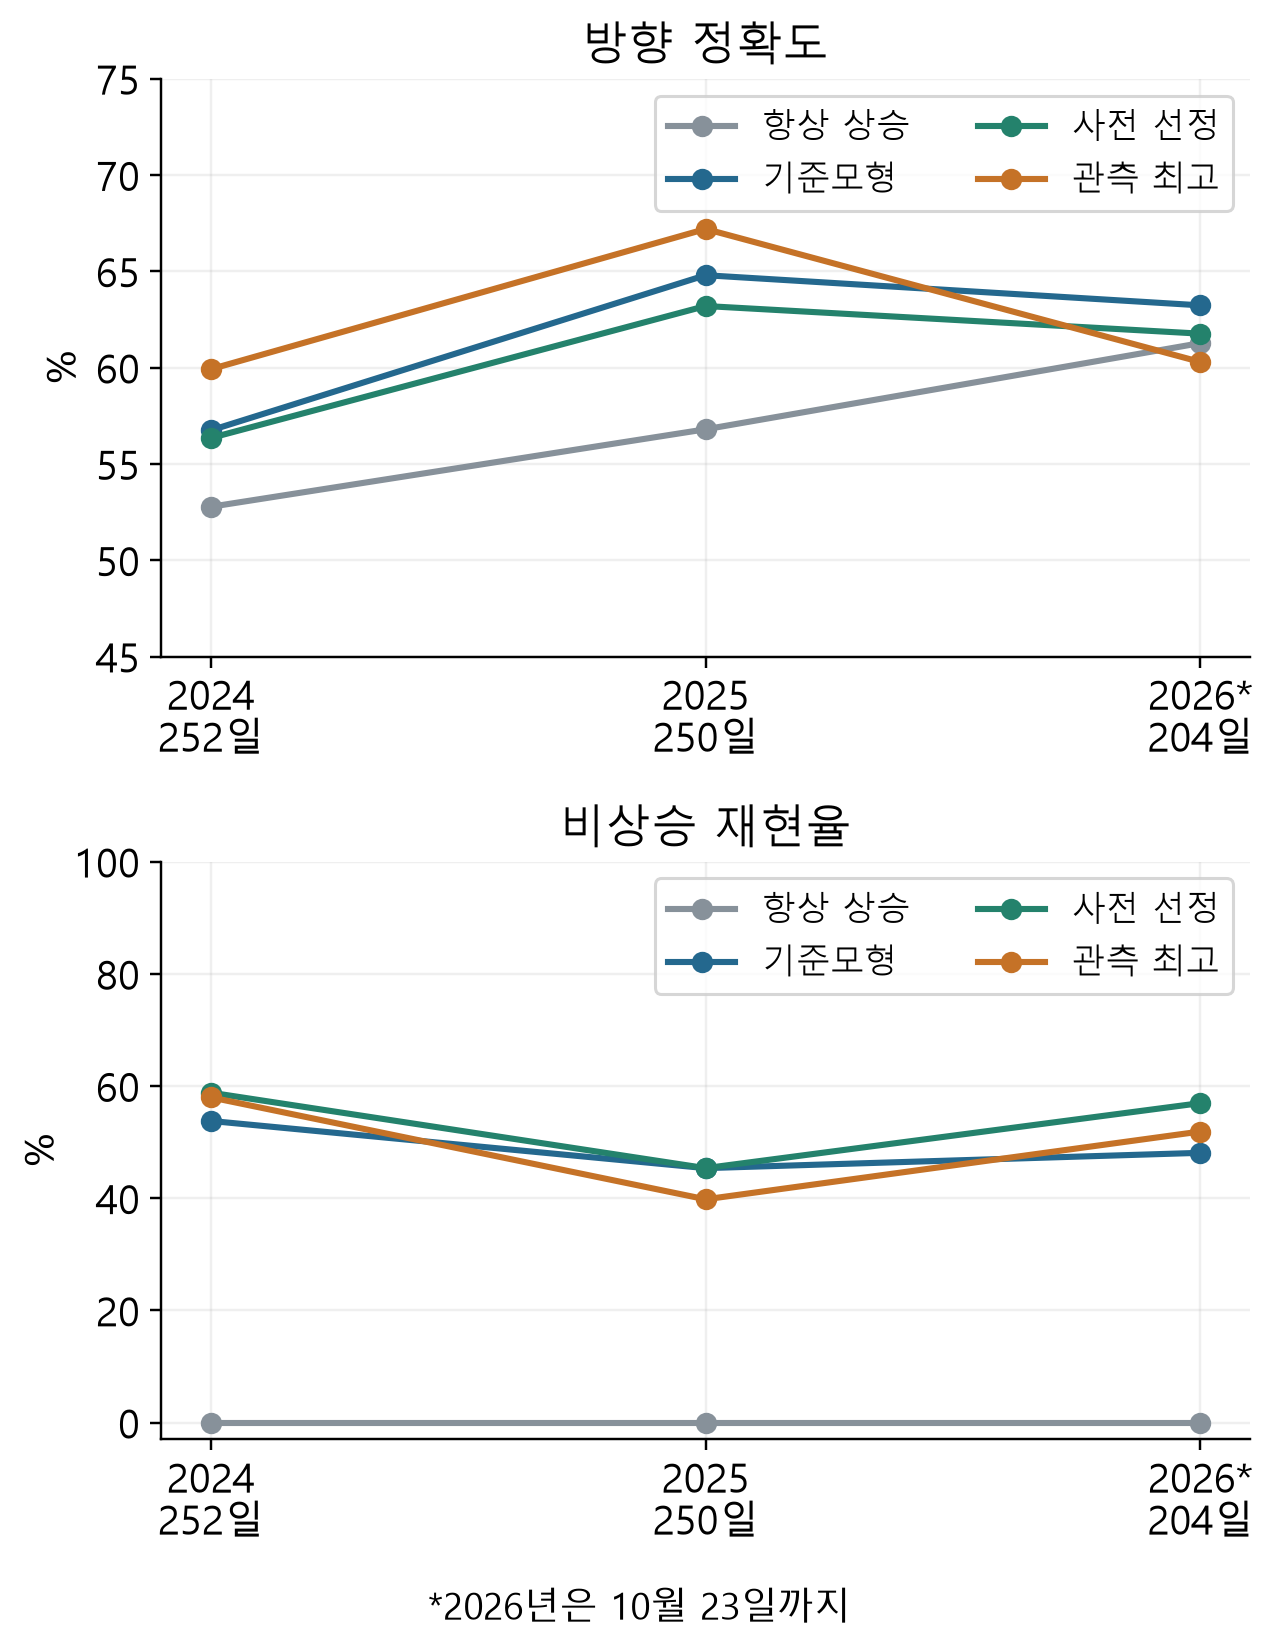 방향 정확도
75
70
65
60
55
50
45
%
항상 상승
기준모형
사전 선정
관측 최고
2024
252일
2025
250일
2026*
204일
비상승 재현율
100
80
60
40
20
0
%
항상 상승
기준모형
사전 선정
관측 최고
2024
252일
2025
250일
2026*
204일
*2026년은 10월 23일까지